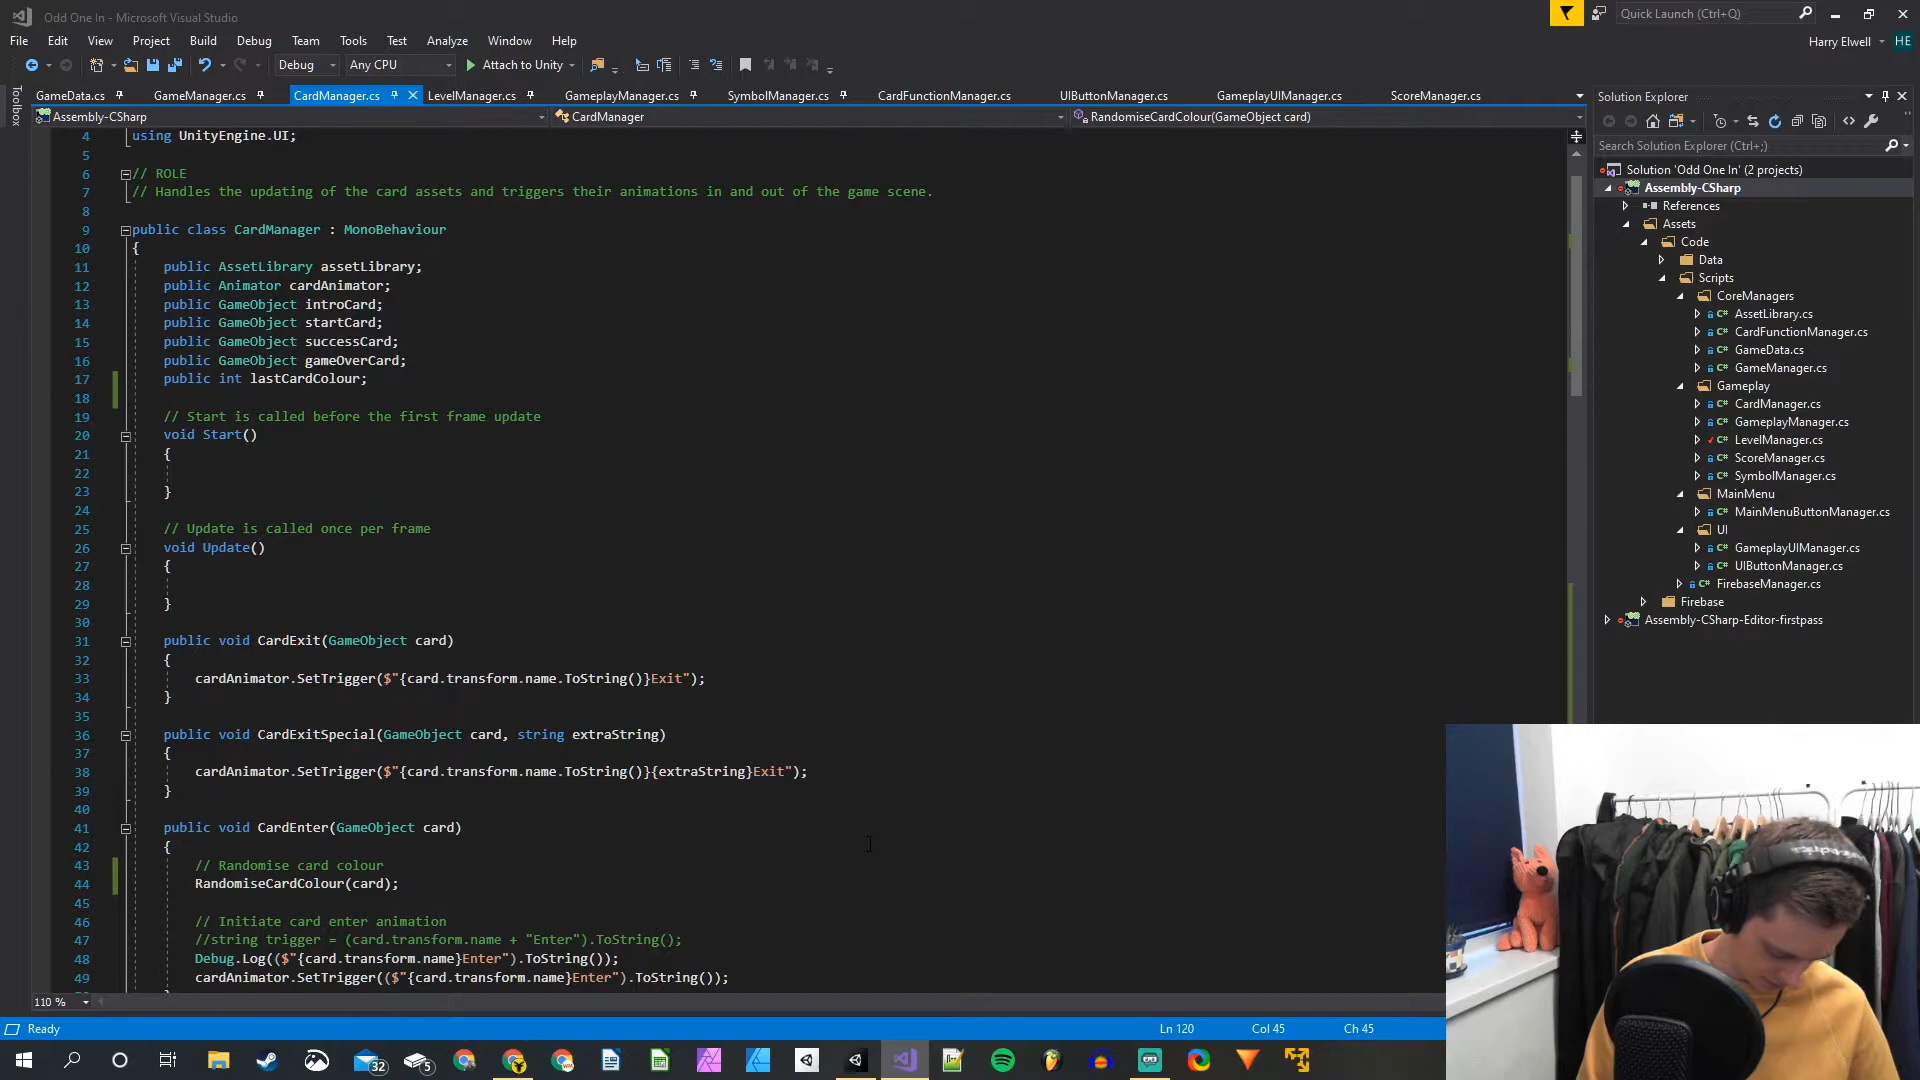 Odd One In - Microsoft Visual Studio
Quick Launch (Ctrl+Q)
File Edit View Project Build Debug Team Tools Test Analyze Window Help
Harry Elwell HE
Debug Any CPU Attach to Unity
Toolbox
GameData.cs GameManager.cs CardManager.cs LevelManager.cs GameplayManager.cs SymbolManager.cs CardFunctionManager.cs UIButtonManager.cs GameplayUIManager.cs ScoreManager.cs
Assembly-CSharp CardManager RandomiseCardColour(GameObject card)
4 using UnityEngine.UI;
5
6 // ROLE
7 // Handles the updating of the card assets and triggers their animations in and out of the game scene.
8
9 public class CardManager : MonoBehaviour
10 {
11 public AssetLibrary assetLibrary;
12 public Animator cardAnimator;
13 public GameObject introCard;
14 public GameObject startCard;
15 public GameObject successCard;
16 public GameObject gameOverCard;
17 public int lastCardColour;
18
19 // Start is called before the first frame update
20 void Start()
21 {
22
23 }
24
25 // Update is called once per frame
26 void Update()
27 {
28
29 }
30
31 public void CardExit(GameObject card)
32 {
33 cardAnimator.SetTrigger($"{card.transform.name.ToString()}Exit");
34 }
35
36 public void CardExitSpecial(GameObject card, string extraString)
37 {
38 cardAnimator.SetTrigger($"{card.transform.name.ToString()}{extraString}Exit");
39 }
40
41 public void CardEnter(GameObject card)
42 {
43 // Randomise card colour
44 RandomiseCardColour(card);
45
46 // Initiate card enter animation
47 //string trigger = (card.transform.name + "Enter").ToString();
48 Debug.Log(($"{card.transform.name}Enter").ToString());
49 cardAnimator.SetTrigger(($"{card.transform.name}Enter").ToString());
110 %
Ready Ln 120 Col 45 Ch 45
Solution Explorer
Search Solution Explorer (Ctrl+;)
Solution 'Odd One In' (2 projects)
Assembly-CSharp
References
Assets
Code
Data
Scripts
CoreManagers
AssetLibrary.cs
CardFunctionManager.cs
GameData.cs
GameManager.cs
Gameplay
CardManager.cs
GameplayManager.cs
LevelManager.cs
ScoreManager.cs
SymbolManager.cs
MainMenu
MainMenuButtonManager.cs
UI
GameplayUIManager.cs
UIButtonManager.cs
FirebaseManager.cs
Firebase
Assembly-CSharp-Editor-firstpass
32 5